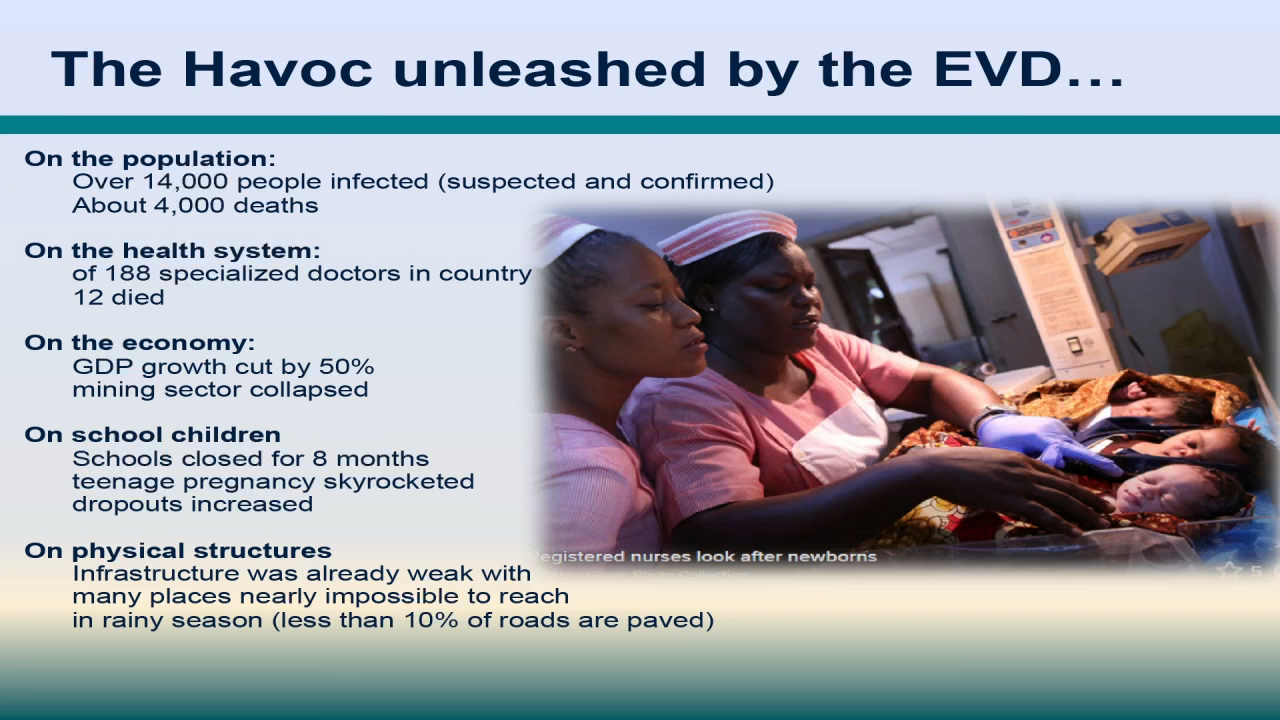 The Havoc unleashed by the EVD…
On the population:
Over 14,000 people infected (suspected and confirmed)
About 4,000 deaths
On the health system:
of 188 specialized doctors in country
12 died
On the economy:
GDP growth cut by 50%
mining sector collapsed
On school children
Schools closed for 8 months
teenage pregnancy skyrocketed
dropouts increased
On physical structures
Infrastructure was already weak with
many places nearly impossible to reach
in rainy season (less than 10% of roads are paved)
Registered nurses look after newborns
5